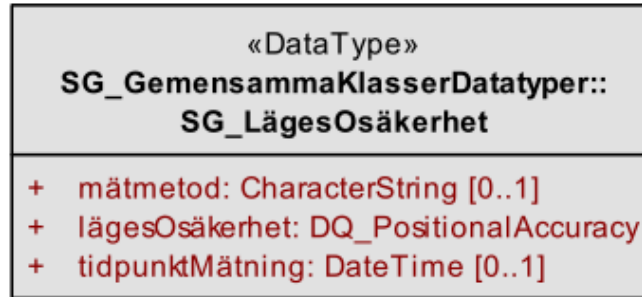 «DataType»
SG_GemensammaKlasserDatatyper::
SG_LägesOsäkerhet
+ mätmetod: CharacterString [0..1]
+ lägesOsäkerhet: DQ_PositionalAccuracy
+ tidpunktMätning: DateTime [0..1]